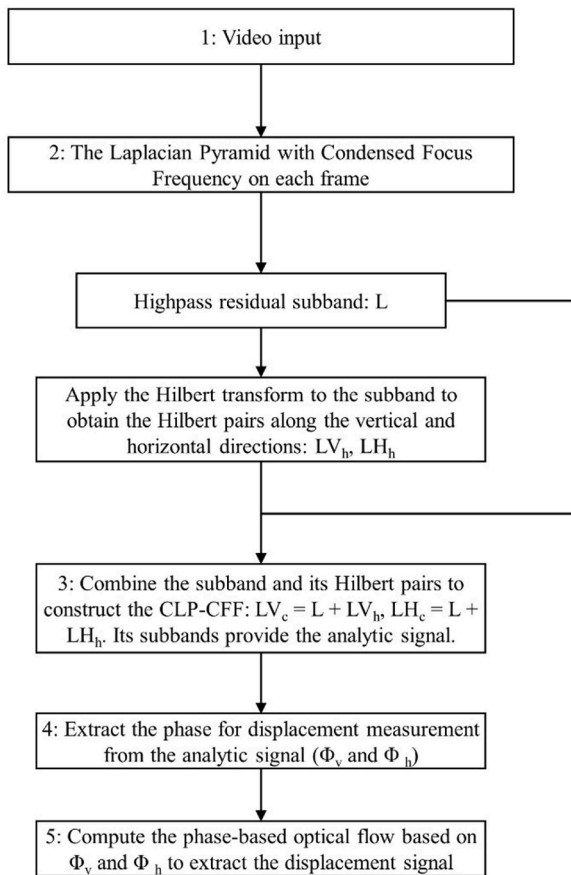 1: Video input
2: The Laplacian Pyramid with Condensed Focus
Frequency on each frame
Highpass residual subband: L
Apply the Hilbert transform to the subband to
obtain the Hilbert pairs along the vertical and
horizontal directions: LVₕ, LHₕ
3: Combine the subband and its Hilbert pairs to
construct the CLP-CFF: LV_c = L + LVₕ, LH_c = L +
LHₕ. Its subbands provide the analytic signal.
4: Extract the phase for displacement measurement
from the analytic signal (Φᵥ and Φ ₕ)
5: Compute the phase-based optical flow based on
Φᵥ and Φ ₕ to extract the displacement signal